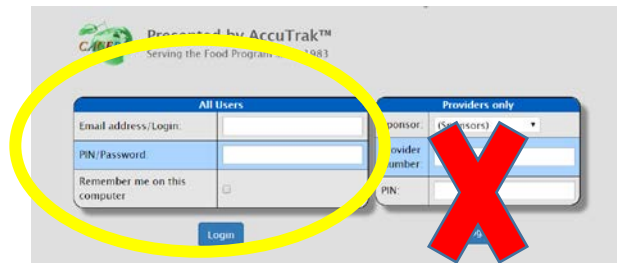 Presented by AccuTrak™
Serving the Food Program 1983
All Users
Email address/Login:
PIN/Password
Remember me on this
computer
Login
Providers only
(Sponsors)
PIN: